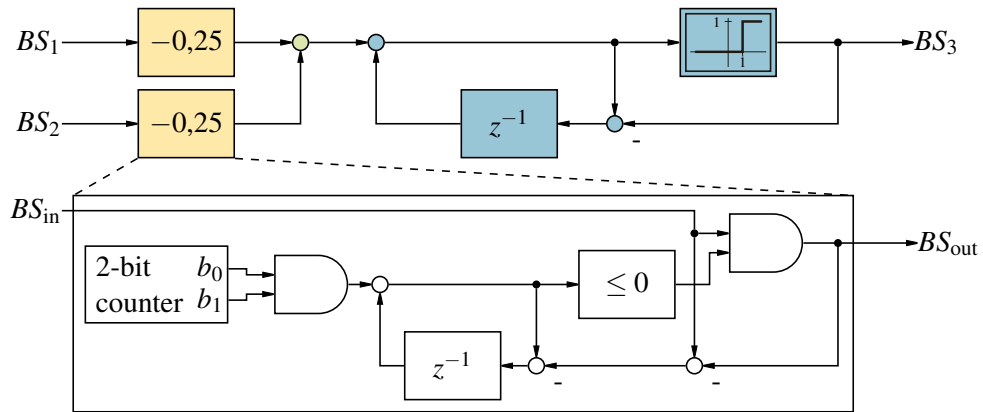 BS₁ −0,25 1 1 BS₃
BS₂ −0,25 z⁻¹ -
BSᵢₙ
BSₒᵤₜ
2-bit b₀
counter b₁
≤ 0
z⁻¹ - -